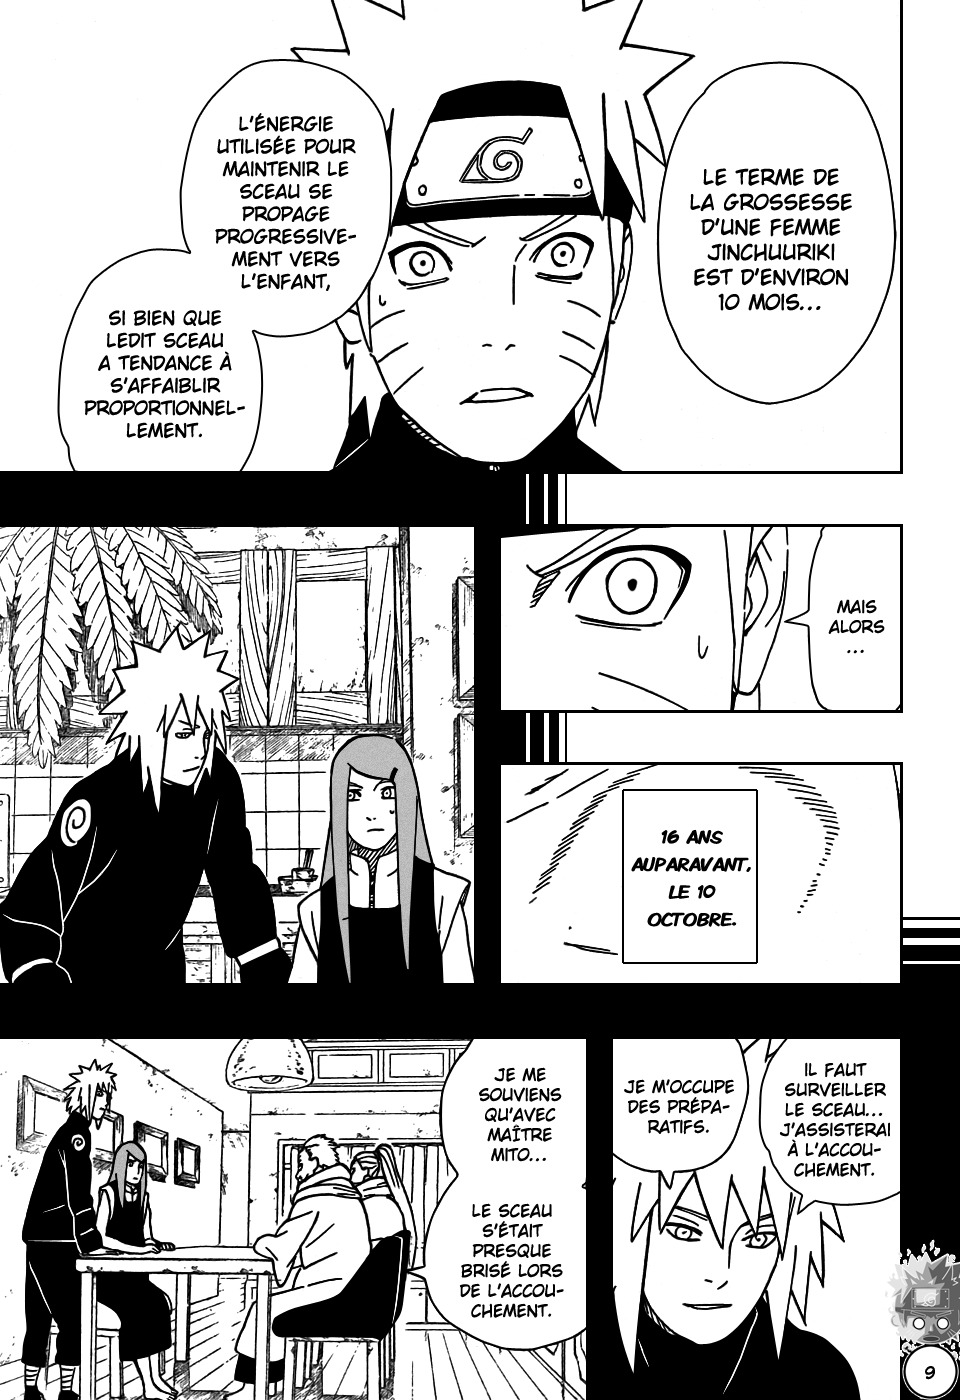 LE TERME DE
LA GROSSESSE
D'UNE FEMME
JINCHUURIKI
EST D'ENVIRON
10 MOIS...
L'ÉNERGIE
UTILISÉE POUR
MAINTENIR LE
SCEAU SE
PROPAGE
PROGRESSIVE-
MENT VERS
L'ENFANT,
SI BIEN QUE
LEDIT SCEAU
A TENDANCE À
S'AFFAIBLIR
PROPORTIONNEL-
LEMENT.
MAIS
ALORS
...
16 ANS
AUPARAVANT,
LE 10
OCTOBRE.
IL FAUT
SURVEILLER
LE SCEAU...
J'ASSISTERAI
À L'ACCOU-
CHEMENT.
JE M'OCCUPE
DES PRÉPA-
RATIFS.
JE ME
SOUVIENS
QU'AVEC
MAÎTRE
MITO...
LE SCEAU
S'ÉTAIT
PRESQUE
BRISÉ LORS
DE L'ACCOU-
CHEMENT.
9